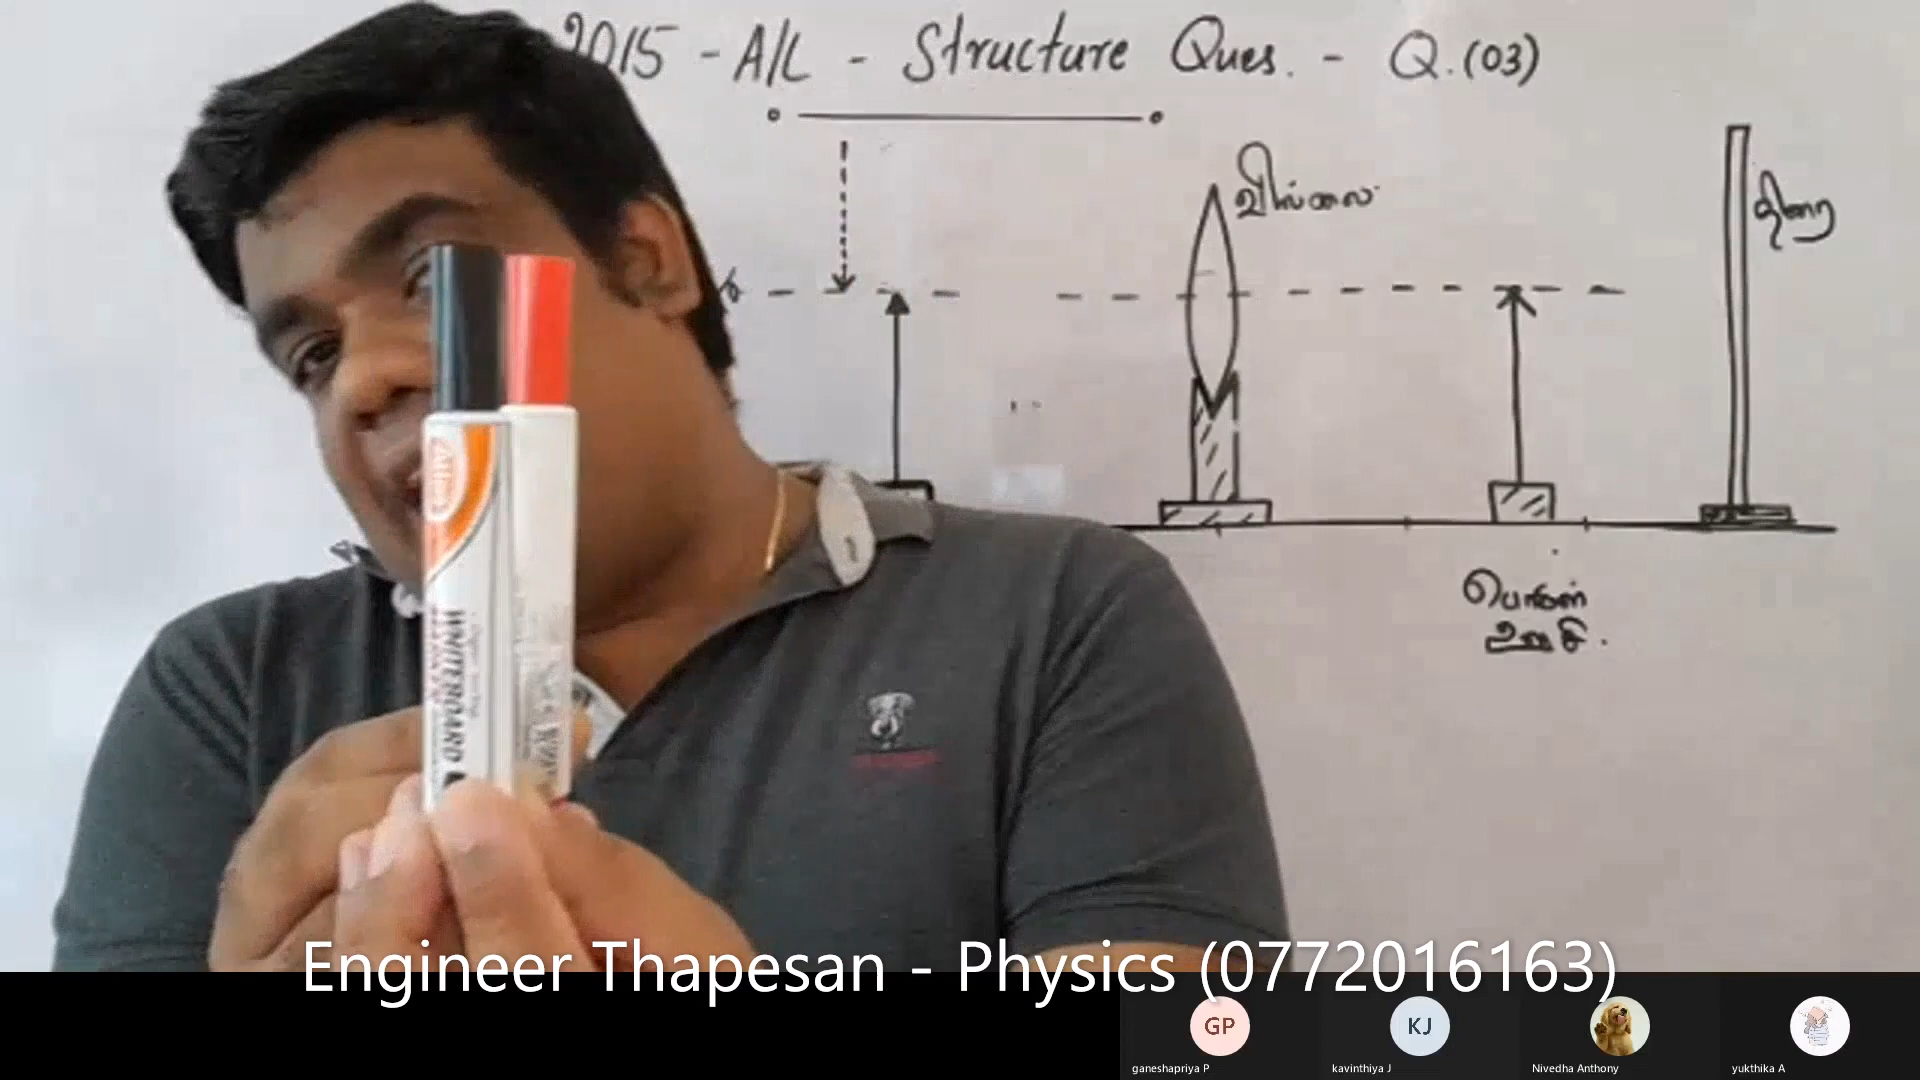 2015 - A/L - Structure Ques. - Q.(03)
வில்லை
திரை
பொருள்
ஊசி.
WHITEBOARD
Engineer Thapesan - Physics (0772016163)
GP
KJ
ganeshapriya P
kavinthiya J
Nivedha Anthony
yukthika A